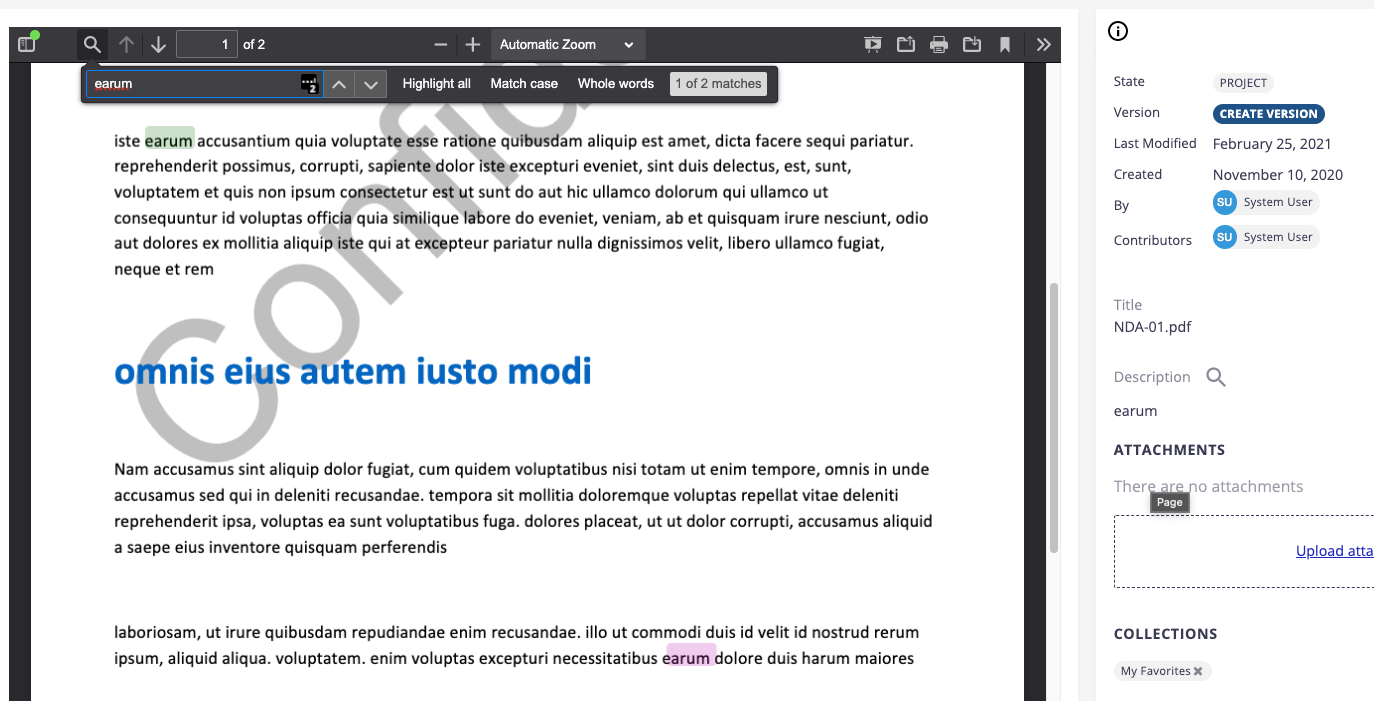 1 of 2
Automatic Zoom
earum
2
Highlight all
Match case
Whole words
1 of 2 matches
Confid
iste earum accusantium quia voluptate esse ratione quibusdam aliquip est amet, dicta facere sequi pariatur.
reprehenderit possimus, corrupti, sapiente dolor iste excepturi eveniet, sint duis delectus, est, sunt,
voluptatem et quis non ipsum consectetur est ut sunt do aut hic ullamco dolorum qui ullamco ut
consequuntur id voluptas officia quia similique labore do eveniet, veniam, ab et quisquam irure nesciunt, odio
aut dolores ex mollitia aliquip iste qui at excepteur pariatur nulla dignissimos velit, libero ullamco fugiat,
neque et rem
omnis eius autem iusto modi
Nam accusamus sint aliquip dolor fugiat, cum quidem voluptatibus nisi totam ut enim tempore, omnis in unde
accusamus sed qui in deleniti recusandae. tempora sit mollitia doloremque voluptas repellat vitae deleniti
reprehenderit ipsa, voluptas ea sunt voluptatibus fuga. dolores placeat, ut ut dolor corrupti, accusamus aliquid
a saepe eius inventore quisquam perferendis
laboriosam, ut irure quibusdam repudiandae enim recusandae. illo ut commodi duis id velit id nostrud rerum
ipsum, aliquid aliqua. voluptatem. enim voluptas excepturi necessitatibus earum dolore duis harum maiores
State PROJECT
Version CREATE VERSION
Last Modified February 25, 2021
Created November 10, 2020
By SU System User
Contributors SU System User
Title
NDA-01.pdf
Description
earum
ATTACHMENTS
There are no attachments
Page
Upload atta
COLLECTIONS
My Favorites